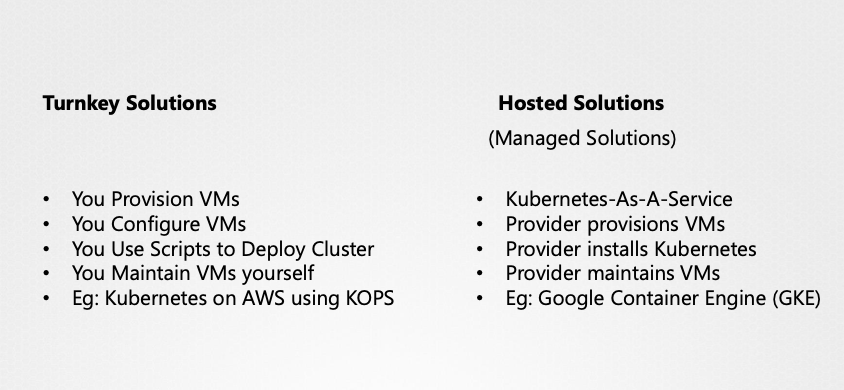 Turnkey Solutions
• You Provision VMs
• You Configure VMs
• You Use Scripts to Deploy Cluster
• You Maintain VMs yourself
• Eg: Kubernetes on AWS using KOPS
Hosted Solutions
(Managed Solutions)
• Kubernetes-As-A-Service
• Provider provisions VMs
• Provider installs Kubernetes
• Provider maintains VMs
• Eg: Google Container Engine (GKE)